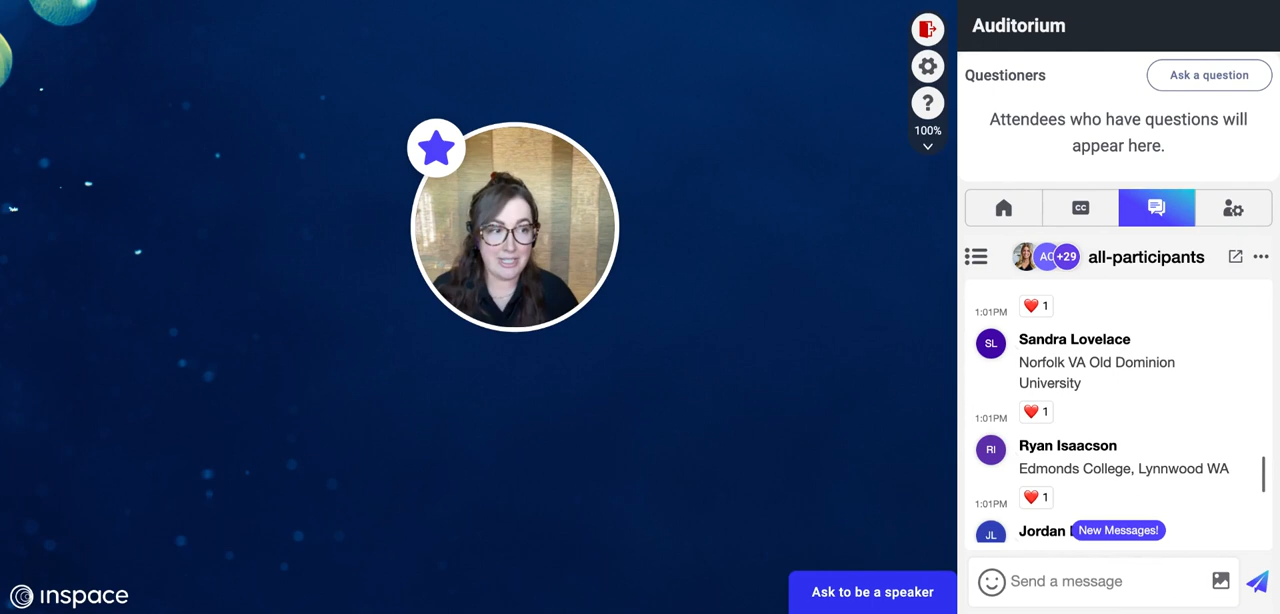 Auditorium
Questioners
Ask a question
Attendees who have questions will
appear here.
100%
CC
AC
+29
all-participants
1:01PM
1
SL
Sandra Lovelace
Norfolk VA Old Dominion
University
1:01PM
1
RI
Ryan Isaacson
Edmonds College, Lynnwood WA
1:01PM
1
JL
Jordan
New Messages!
Send a message
Ask to be a speaker
inspace